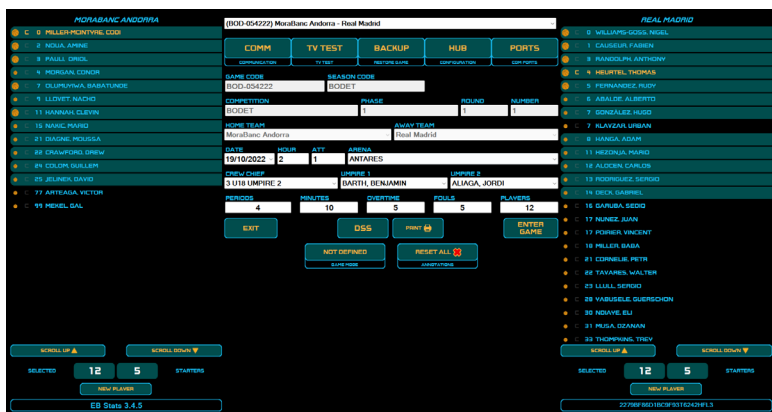 MORABANC ANDORRA
C 0 MILLER-MCINTYRE, CODI
C 2 NOUA, AMINE
C 3 PAULI, ORIOL
C 4 MORGAN, CONOR
C 7 OLUMUYIWA, BABATUNDE
C 9 LLOVET, NACHO
C 11 HANNAH, CLEVIN
C 15 NAKIC, MARIO
C 21 DIAGNE, MOUSSA
C 22 CRAWFORD, DREW
C 24 COLOM, GUILLEM
C 25 JELINEK, DAVID
C 77 ARTEAGA, VICTOR
C 99 MEKEL, GAL
SCROLL UP
SCROLL DOWN
SELECTED 12 5 STARTERS
NEW PLAYER
EB Stats 3.4.5
(BOD-054222) MoraBanc Andorra - Real Madrid
COMM
COMMUNICATION
TV TEST
TV TEST
BACKUP
RESTORE GAME
HUB
CONFIGURATION
PORTS
COM PORTS
GAME CODE SEASON CODE
BOD-054222 BODET
COMPETITION PHASE ROUND NUMBER
BODET 1 1 1
HOME TEAM AWAY TEAM
MoraBanc Andorra Real Madrid
DATE HOUR ATT ARENA
19/10/2022 2 1 ANTARES
CREW CHIEF UMPIRE 1 UMPIRE 2
3 U18 UMPIRE 2 BARTH, BENJAMIN ALIAGA, JORDI
PERIODS MINUTES OVERTIME FOULS PLAYERS
4 10 5 5 12
EXIT DSS PRINT ENTER GAME
NOT DEFINED
GAME MODE
RESET ALL
ANNOTATIONS
REAL MADRID
C 0 WILLIAMS-GOSS, NIGEL
C 1 CAUSEUR, FABIEN
C 3 RANDOLPH, ANTHONY
C 4 HEURTEL, THOMAS
C 5 FERNANDEZ, RUDY
C 6 ABALDE, ALBERTO
C 7 GONZÁLEZ, HUGO
C 7 KLAVZAR, URBAN
C 8 HANGA, ADAM
C 11 HEZONJA, MARIO
C 12 ALOCEN, CARLOS
C 13 RODRIGUEZ, SERGIO
C 14 DECK, GABRIEL
C 16 GARUBA, SEDIQ
C 17 NUNEZ, JUAN
C 17 POIRIER, VINCENT
C 18 MILLER, BABA
C 21 CORNELIE, PETR
C 22 TAVARES, WALTER
C 23 LLULL, SERGIO
C 28 YABUSELE, GUERSCHON
C 30 NDIAYE, ELI
C 31 MUSA, DZANAN
C 33 THOMPKINS, TREY
SCROLL UP
SCROLL DOWN
SELECTED 12 5 STARTERS
NEW PLAYER